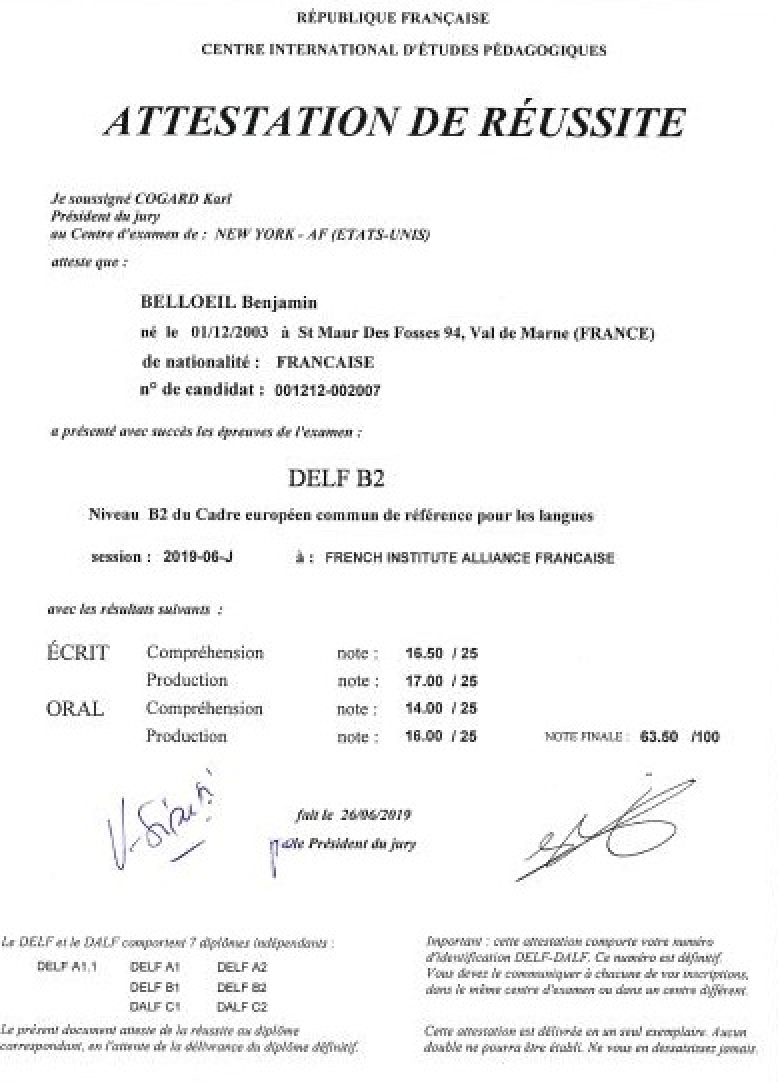 RÉPUBLIQUE FRANÇAISE
CENTRE INTERNATIONAL D'ÉTUDES PÉDAGOGIQUES
ATTESTATION DE RÉUSSITE
Je soussigné COGARD Karl
Président du jury
au Centre d'examen de : NEW YORK - AF (ETATS-UNIS)
atteste que :
BELLOEIL Benjamin
né le 01/12/2003 à St Maur Des Fosses 94, Val de Marne (FRANCE)
de nationalité : FRANCAISE
n° de candidat : 001212-002007
a présenté avec succès les épreuves de l'examen :
DELF B2
Niveau B2 du Cadre européen commun de référence pour les langues
session : 2019-06-J à : FRENCH INSTITUTE ALLIANCE FRANCAISE
avec les résultats suivants :
ÉCRIT Compréhension note : 16.50 / 25
Production note : 17.00 / 25
ORAL Compréhension note : 14.00 / 25
Production note : 16.00 / 25 NOTE FINALE : 63.50 /100
fait le 26/06/2019
le Président du jury
Le DELF et le DALF comportent 7 diplômes indépendants :
DELF A1.1 DELF A1 DELF A2
DELF B1 DELF B2
DALF C1 DALF C2
Le présent document atteste de la réussite au diplôme
correspondant, en l'attente de la délivrance du diplôme définitif.
Important : cette attestation comporte votre numéro
d'identification DELF-DALF. Ce numéro est définitif.
Vous devez le communiquer à chacune de vos inscriptions,
dans le même centre d'examen ou dans un centre différent.
Cette attestation est délivrée en un seul exemplaire. Aucun
double ne pourra être établi. Ne vous en dessaisissez jamais.